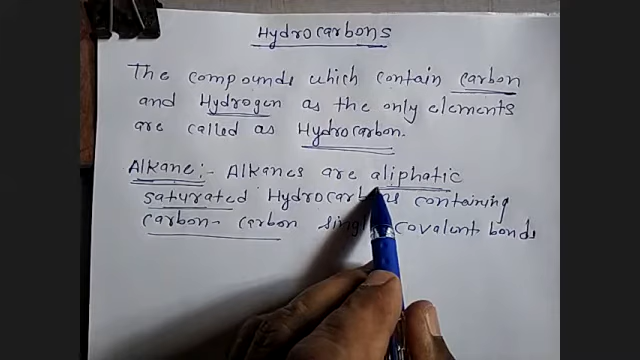 Hydrocarbons
The compounds which contain carbon
and Hydrogen as the only elements
are called as Hydrocarbon.
Alkane:- Alkanes are aliphatic
saturated Hydrocarbons containing
carbon- carbon single covalent bonds